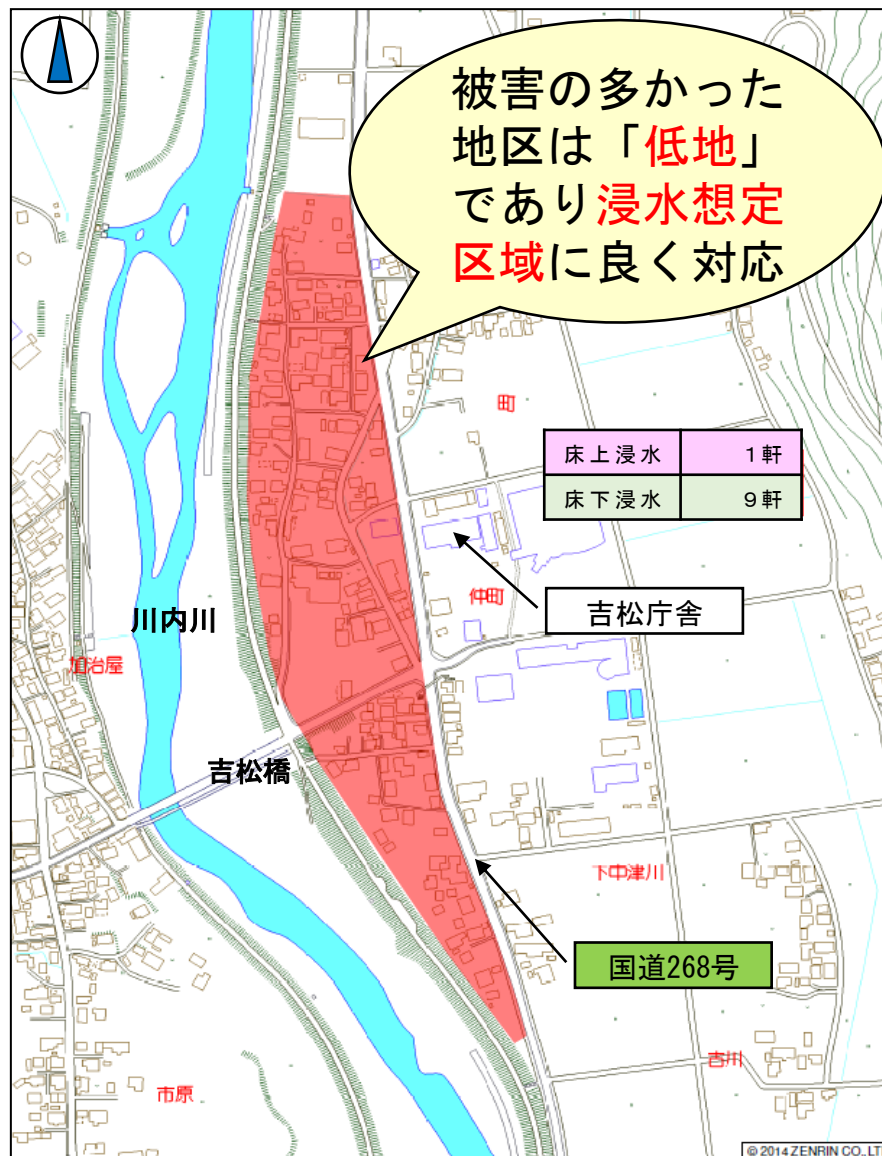 被害の多かった
地区は「低地」
であり浸水想定
区域に良く対応
町
床上浸水 1軒
床下浸水 9軒
仲町
吉松庁舎
川内川
加治屋
吉松橋
下中津川
国道268号
吉川
市原
© 2014 ZENRIN CO., LT